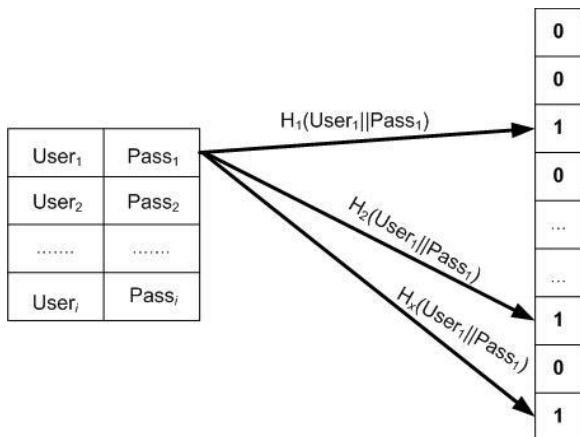 0
0
H₁(User₁||Pass₁)
1
User₁ Pass₁
0
User₂ Pass₂
H₂(User₁||Pass₁)
...
....... .......
...
Userᵢ Passᵢ
Hₓ(User₁||Pass₁)
1
0
1